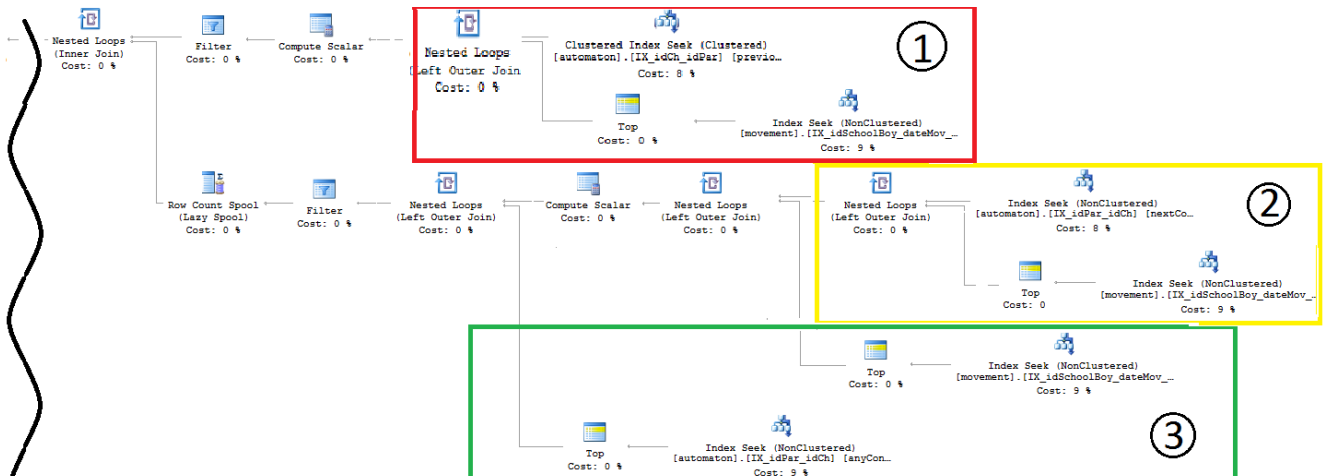 Nested Loops
(Inner Join)
Cost: 0 %
Filter
Cost: 0 %
Compute Scalar
Cost: 0 %
Nested Loops
[Left Outer Join
Cost: 0 %
Clustered Index Seek (Clustered)
[automaton].[IX_idCh_idPar] [previo…
Cost: 8 %
1
Top
Cost: 0 %
Index Seek (NonClustered)
[movement].[IX_idSchoolBoy_dateMov_…
Cost: 9 %
Row Count Spool
(Lazy Spool)
Cost: 0 %
Filter
Cost: 0 %
Nested Loops
(Left Outer Join)
Cost: 0 %
Compute Scalar
Cost: 0 %
Nested Loops
(Left Outer Join)
Cost: 0 %
Nested Loops
(Left Outer Join)
Cost: 0 %
Index Seek (NonClustered)
[automaton].[IX_idPar_idCh] [nextCo…
Cost: 8 %
2
Top
Cost: 0
Index Seek (NonClustered)
[movement].[IX_idSchoolBoy_dateMov_…
Cost: 9 %
Top
Cost: 0 %
Index Seek (NonClustered)
[movement].[IX_idSchoolBoy_dateMov_…
Cost: 9 %
Top
Cost: 0 %
Index Seek (NonClustered)
[automaton].[IX_idPar_idCh] [anyCon…
Cost: 9 %
3